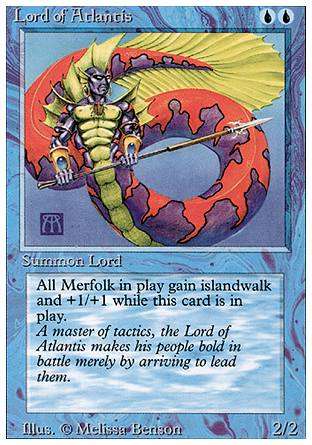 Lord of Atlantis
Summon Lord
All Merfolk in play gain islandwalk
and +1/+1 while this card is in
play.
A master of tactics, the Lord of
Atlantis makes his people bold in
battle merely by arriving to lead
them.
Illus. © Melissa Benson 2/2